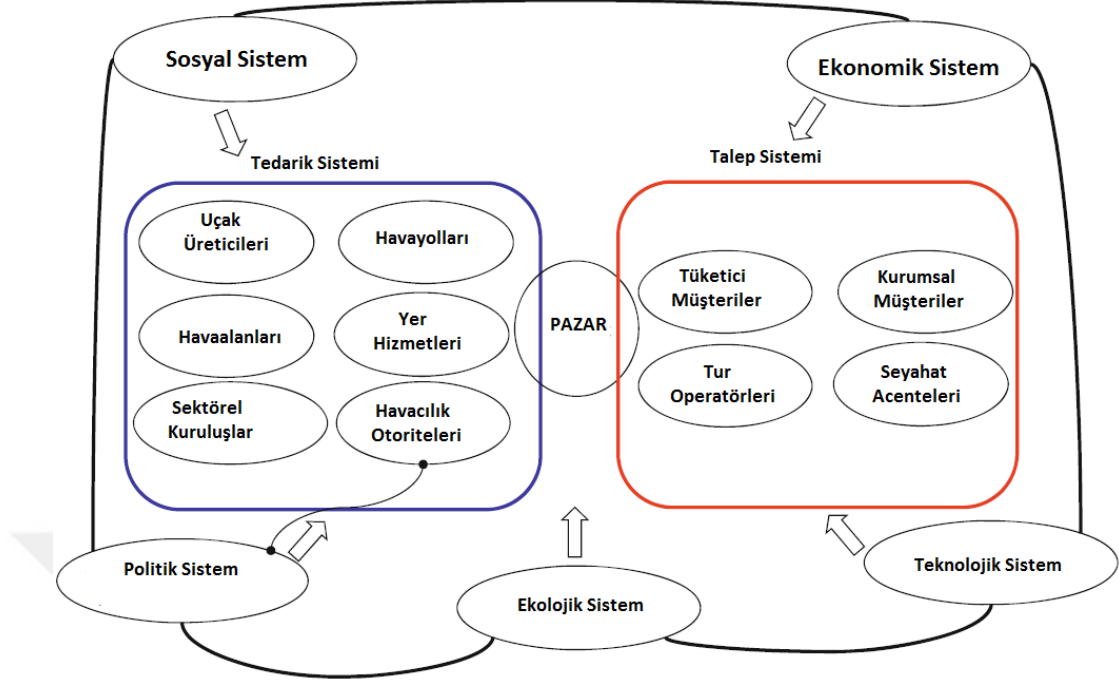 Sosyal Sistem
Ekonomik Sistem
Tedarik Sistemi
Talep Sistemi
Uçak
Üreticileri
Havayolları
Havaalanları
Yer
Hizmetleri
Sektörel
Kuruluşlar
Havacılık
Otoriteleri
PAZAR
Tüketici
Müşteriler
Kurumsal
Müşteriler
Tur
Operatörleri
Seyahat
Acenteleri
Politik Sistem
Ekolojik Sistem
Teknolojik Sistem